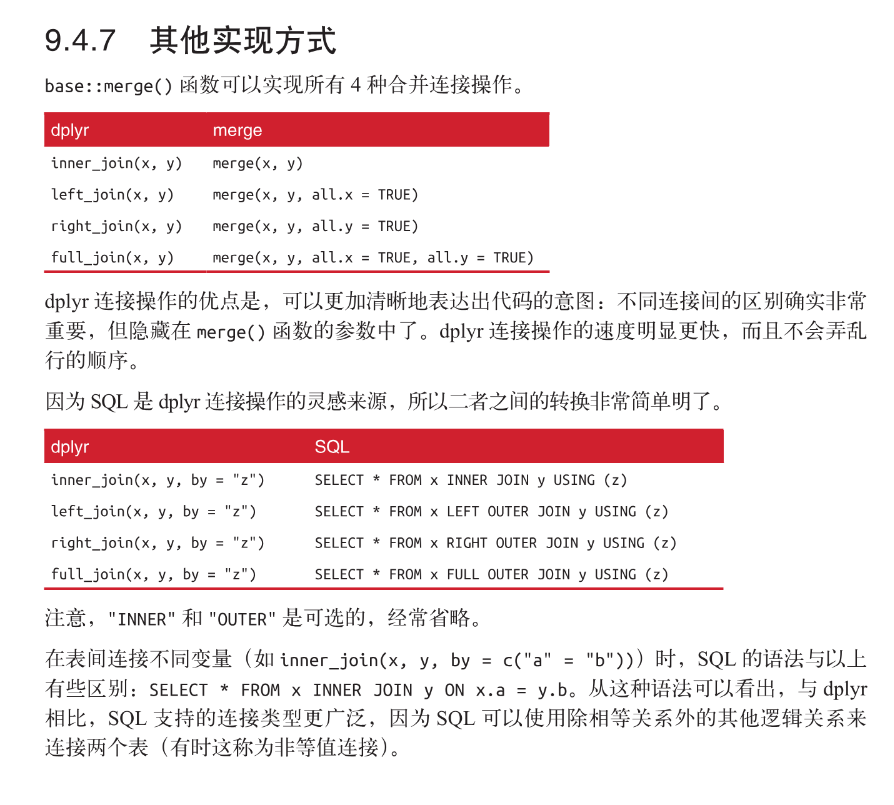 9.4.7 其他实现方式
base::merge() 函数可以实现所有 4 种合并连接操作。
dplyr merge
inner_join(x, y) merge(x, y)
left_join(x, y) merge(x, y, all.x = TRUE)
right_join(x, y) merge(x, y, all.y = TRUE)
full_join(x, y) merge(x, y, all.x = TRUE, all.y = TRUE)
dplyr 连接操作的优点是，可以更加清晰地表达出代码的意图：不同连接间的区别确实非常
重要，但隐藏在 merge() 函数的参数中了。dplyr 连接操作的速度明显更快，而且不会弄乱
行的顺序。
因为 SQL 是 dplyr 连接操作的灵感来源，所以二者之间的转换非常简单明了。
dplyr SQL
inner_join(x, y, by = "z") SELECT * FROM x INNER JOIN y USING (z)
left_join(x, y, by = "z") SELECT * FROM x LEFT OUTER JOIN y USING (z)
right_join(x, y, by = "z") SELECT * FROM x RIGHT OUTER JOIN y USING (z)
full_join(x, y, by = "z") SELECT * FROM x FULL OUTER JOIN y USING (z)
注意，"INNER" 和 "OUTER" 是可选的，经常省略。
在表间连接不同变量（如 inner_join(x, y, by = c("a" = "b"))）时，SQL 的语法与以上
有些区别：SELECT * FROM x INNER JOIN y ON x.a = y.b。从这种语法可以看出，与 dplyr
相比，SQL 支持的连接类型更广泛，因为 SQL 可以使用除相等关系外的其他逻辑关系来
连接两个表（有时这称为非等值连接）。